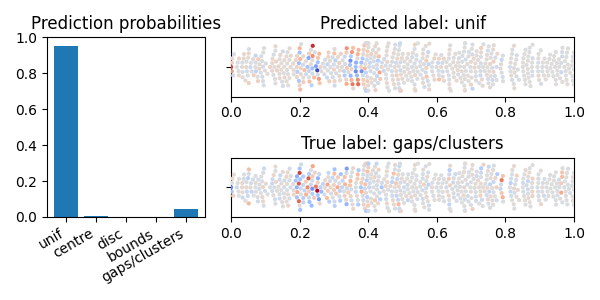 Prediction probabilities
1.0
0.8
0.6
0.4
0.2
0.0
unif
centre
disc
bounds
gaps/clusters
Predicted label: unif
0.0 0.2 0.4 0.6 0.8 1.0
True label: gaps/clusters
0.0 0.2 0.4 0.6 0.8 1.0